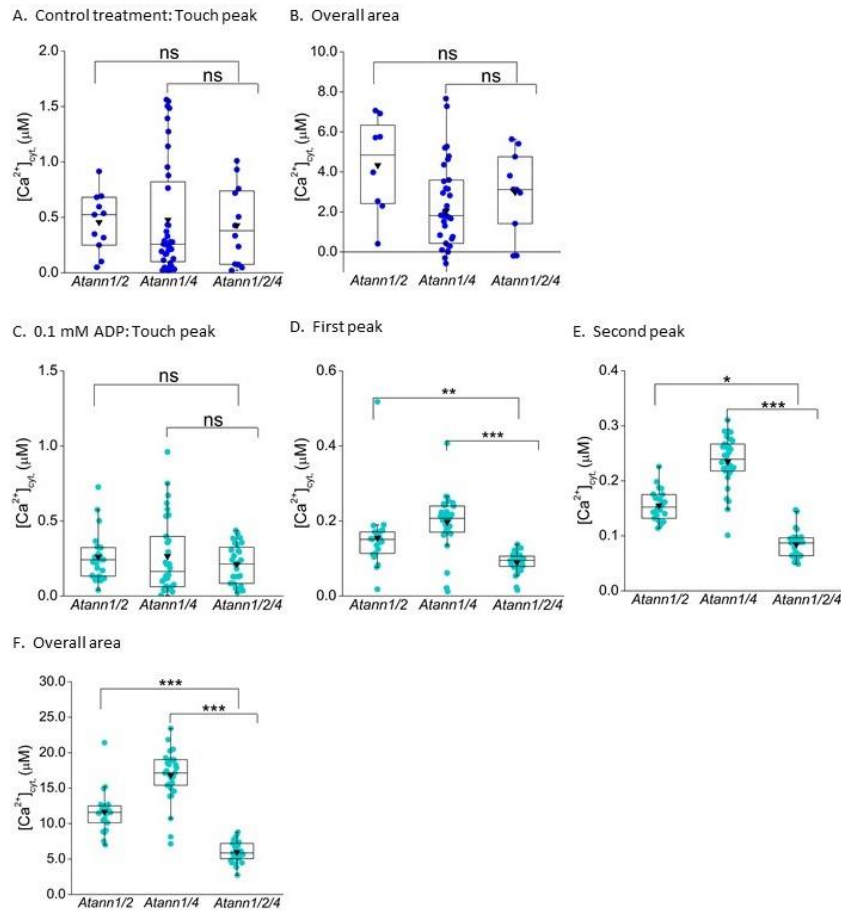 A. Control treatment: Touch peak
2.0
1.5
1.0
0.5
0.0
[Ca²⁺]cyt. (µM)
ns
ns
Atann1/2 Atann1/4 Atann1/2/4
B. Overall area
10.0
8.0
6.0
4.0
2.0
0.0
[Ca²⁺]cyt. (µM)
ns
ns
Atann1/2 Atann1/4 Atann1/2/4
C. 0.1 mM ADP: Touch peak
1.5
1.0
0.5
0.0
[Ca²⁺]cyt. (µM)
ns
ns
Atann1/2 Atann1/4 Atann1/2/4
D. First peak
0.6
0.4
0.2
0.0
[Ca²⁺]cyt. (µM)
**
***
Atann1/2 Atann1/4 Atann1/2/4
E. Second peak
0.4
0.3
0.2
0.1
0.0
[Ca²⁺]cyt. (µM)
*
***
Atann1/2 Atann1/4 Atann1/2/4
F. Overall area
30.0
25.0
20.0
15.0
10.0
5.0
0.0
[Ca²⁺]cyt. (µM)
***
***
Atann1/2 Atann1/4 Atann1/2/4